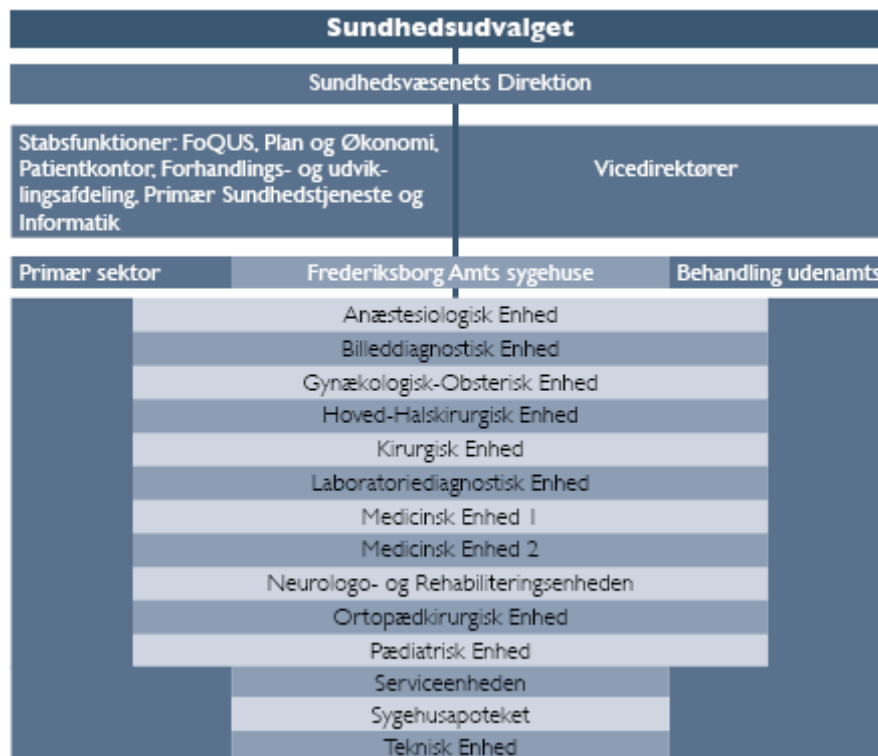 Sundhedsudvalget
Sundhedsvæsenets Direktion
Stabsfunktioner: FoQUS, Plan og Økonomi,
Patientkontor, Forhandlings- og udvik-
lingsafdeling, Primær Sundhedstjeneste og
Informatik
Vicedirektører
Primær sektor
Frederiksborg Amts sygehuse
Behandling udenamts
Anæstesiologisk Enhed
Billeddiagnostisk Enhed
Gynækologisk-Obsterisk Enhed
Hoved-Halskirurgisk Enhed
Kirurgisk Enhed
Laboratoriediagnostisk Enhed
Medicinsk Enhed 1
Medicinsk Enhed 2
Neurologo- og Rehabiliteringsenheden
Ortopædkirurgisk Enhed
Pædiatrisk Enhed
Serviceenheden
Sygehusapoteket
Teknisk Enhed